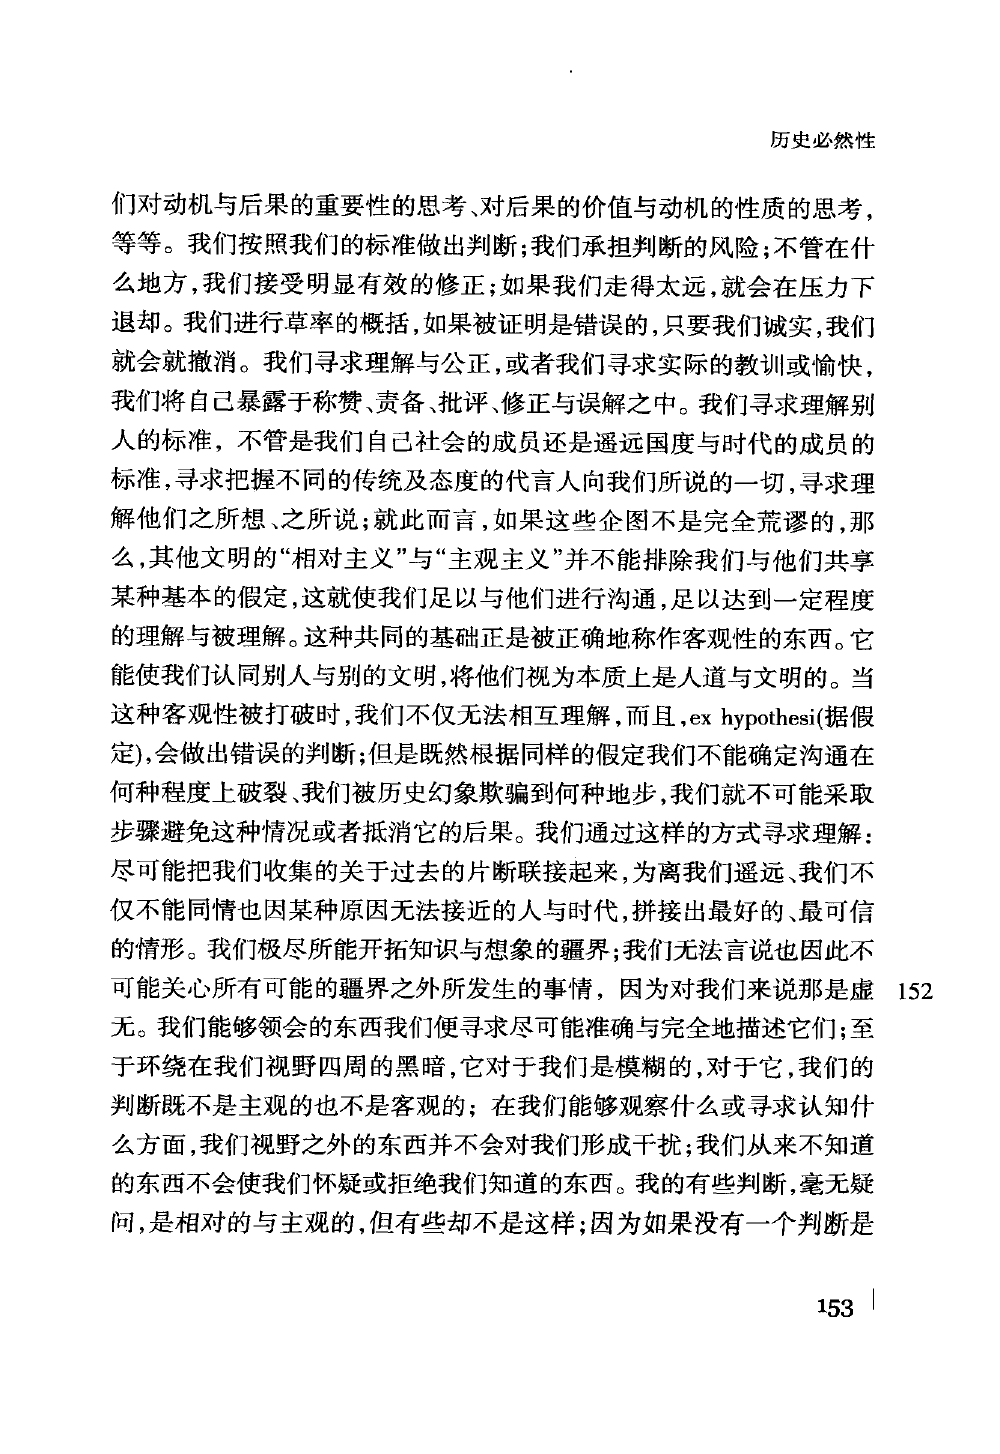 历史必然性
们对动机与后果的重要性的思考、对后果的价值与动机的性质的思考，
等等。我们按照我们的标准做出判断；我们承担判断的风险；不管在什
么地方，我们接受明显有效的修正；如果我们走得太远，就会在压力下
退却。我们进行草率的概括，如果被证明是错误的，只要我们诚实，我们
就会就撤消。我们寻求理解与公正，或者我们寻求实际的教训或愉快，
我们将自己暴露于称赞、责备、批评、修正与误解之中。我们寻求理解别
人的标准，不管是我们自己社会的成员还是遥远国度与时代的成员的
标准，寻求把握不同的传统及态度的代言人向我们所说的一切，寻求理
解他们之所想、之所说；就此而言，如果这些企图不是完全荒谬的，那
么，其他文明的“相对主义”与“主观主义”并不能排除我们与他们共享
某种基本的假定，这就使我们足以与他们进行沟通，足以达到一定程度
的理解与被理解。这种共同的基础正是被正确地称作客观性的东西。它
能使我们认同别人与别的文明，将他们视为本质上是人道与文明的。当
这种客观性被打破时，我们不仅无法相互理解，而且，ex hypothesi(据假
定)，会做出错误的判断；但是既然根据同样的假定我们不能确定沟通在
何种程度上破裂、我们被历史幻象欺骗到何种地步，我们就不可能采取
步骤避免这种情况或者抵消它的后果。我们通过这样的方式寻求理解：
尽可能把我们收集的关于过去的片断联接起来，为离我们遥远、我们不
仅不能同情也因某种原因无法接近的人与时代，拼接出最好的、最可信
的情形。我们极尽所能开拓知识与想象的疆界；我们无法言说也因此不
可能关心所有可能的疆界之外所发生的事情，因为对我们来说那是虚 152
无。我们能够领会的东西我们便寻求尽可能准确与完全地描述它们；至
于环绕在我们视野四周的黑暗，它对于我们是模糊的，对于它，我们的
判断既不是主观的也不是客观的；在我们能够观察什么或寻求认知什
么方面，我们视野之外的东西并不会对我们形成干扰；我们从来不知道
的东西不会使我们怀疑或拒绝我们知道的东西。我的有些判断，毫无疑
问，是相对的与主观的，但有些却不是这样；因为如果没有一个判断是
153